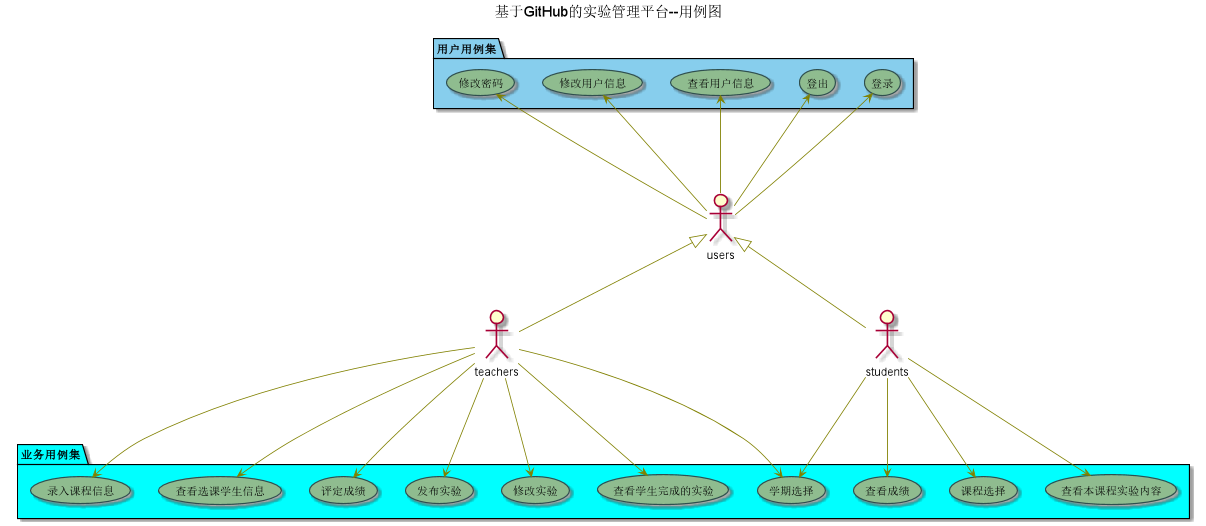 基于GitHub的实验管理平台--用例图
用户用例集
修改密码
修改用户信息
查看用户信息
登出
登录
users
teachers
students
业务用例集
录入课程信息
查看选课学生信息
评定成绩
发布实验
修改实验
查看学生完成的实验
学期选择
查看成绩
课程选择
查看本课程实验内容